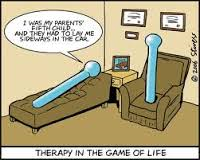 I WAS MY PARENTS'
FIFTH CHILD...
AND THEY HAD TO LAY ME
SIDEWAYS IN THE CAR.
© 2006
THERAPY IN THE GAME OF LIFE